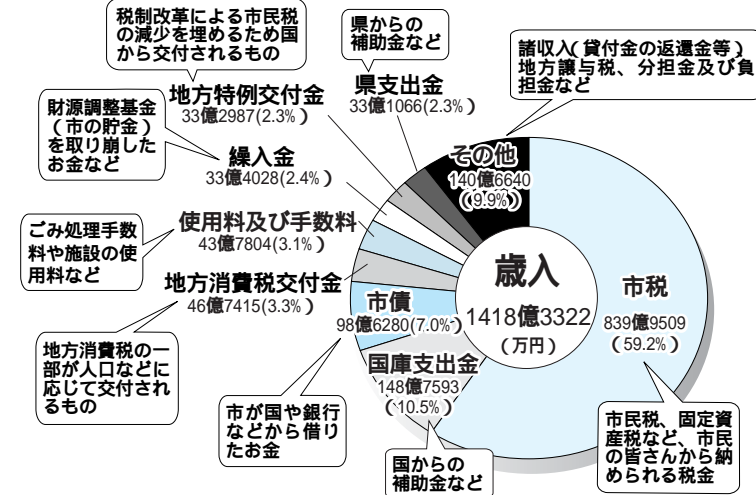 税制改革による市民税
の減少を埋めるため国
から交付されるもの
県からの
補助金など
諸収入（貸付金の返還金等）
地方譲与税、分担金及び負
担金など
財源調整基金
（市の貯金）
を取り崩した
お金など
地方特例交付金
33億2987(2.3%）
県支出金
33億1066(2.3%）
繰入金
33億4028(2.4%）
その他
140億6640
（9.9%）
ごみ処理手数
料や施設の使
用料など
使用料及び手数料
43億7804(3.1%）
地方消費税交付金
46億7415(3.3%）
歳入
1418億3322
（万円）
市税
839億9509
（59.2%）
市債
98億6280(7.0%）
国庫支出金
148億7593
（10.5%）
地方消費税の一
部が人口などに
応じて交付され
るもの
市が国や銀行
などから借り
たお金
国からの
補助金など
市民税、固定資
産税など、市民
の皆さんから納
められる税金